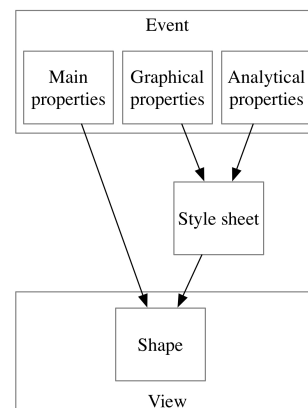 Event
Main
properties
Graphical
properties
Analytical
properties
Style sheet
Shape
View